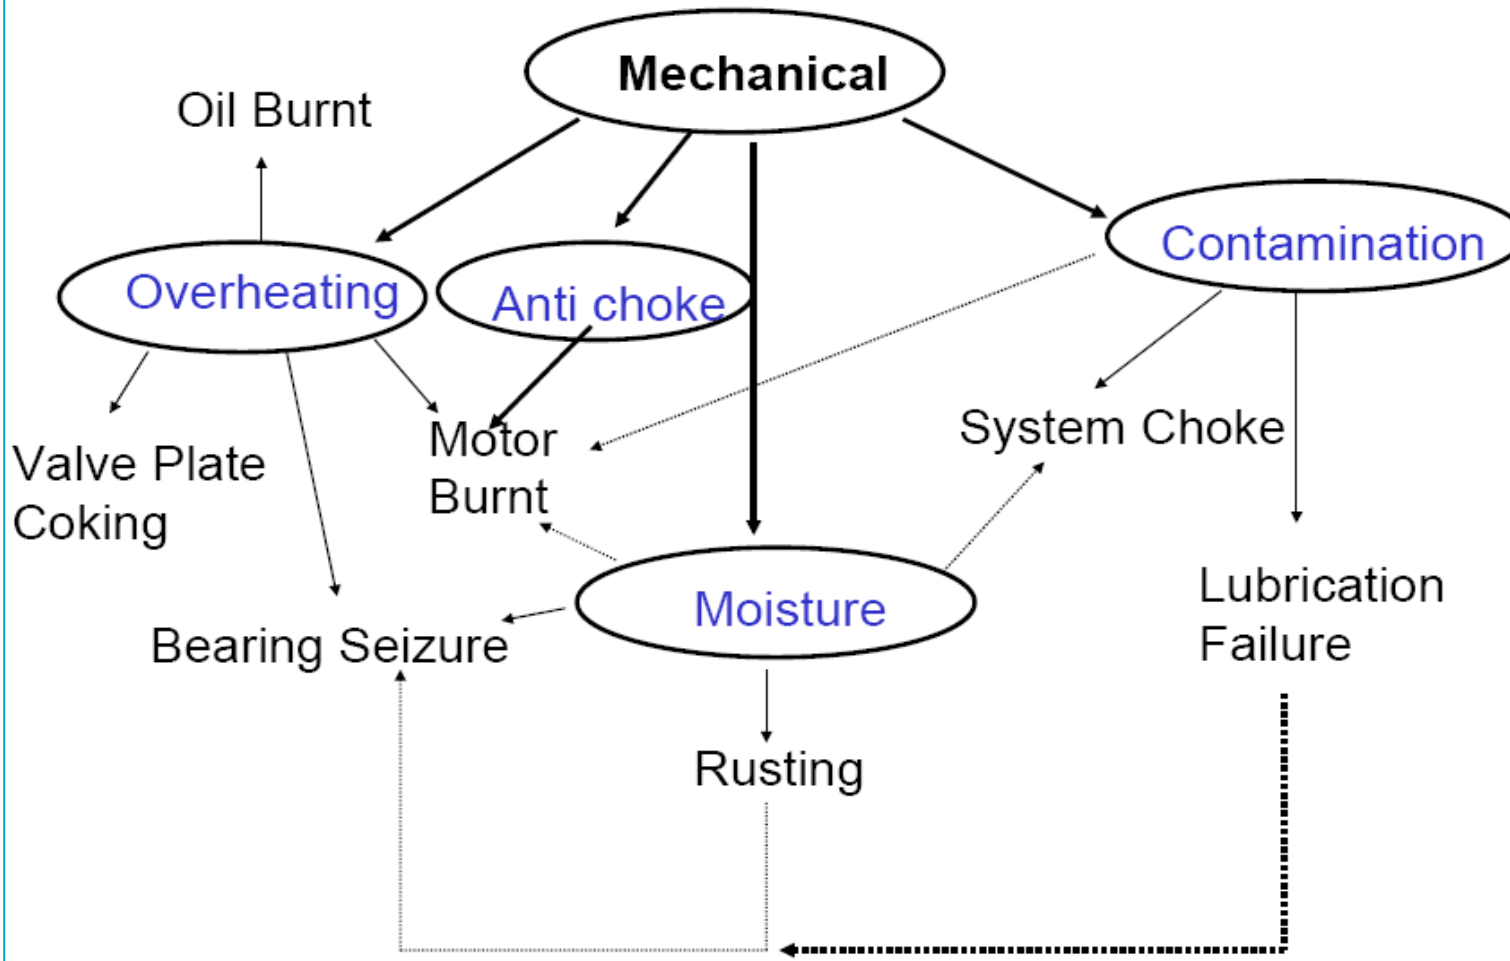 Mechanical
Oil Burnt
Contamination
Overheating
Anti choke
System Choke
Motor
Burnt
Valve Plate
Coking
Lubrication
Failure
Moisture
Bearing Seizure
Rusting